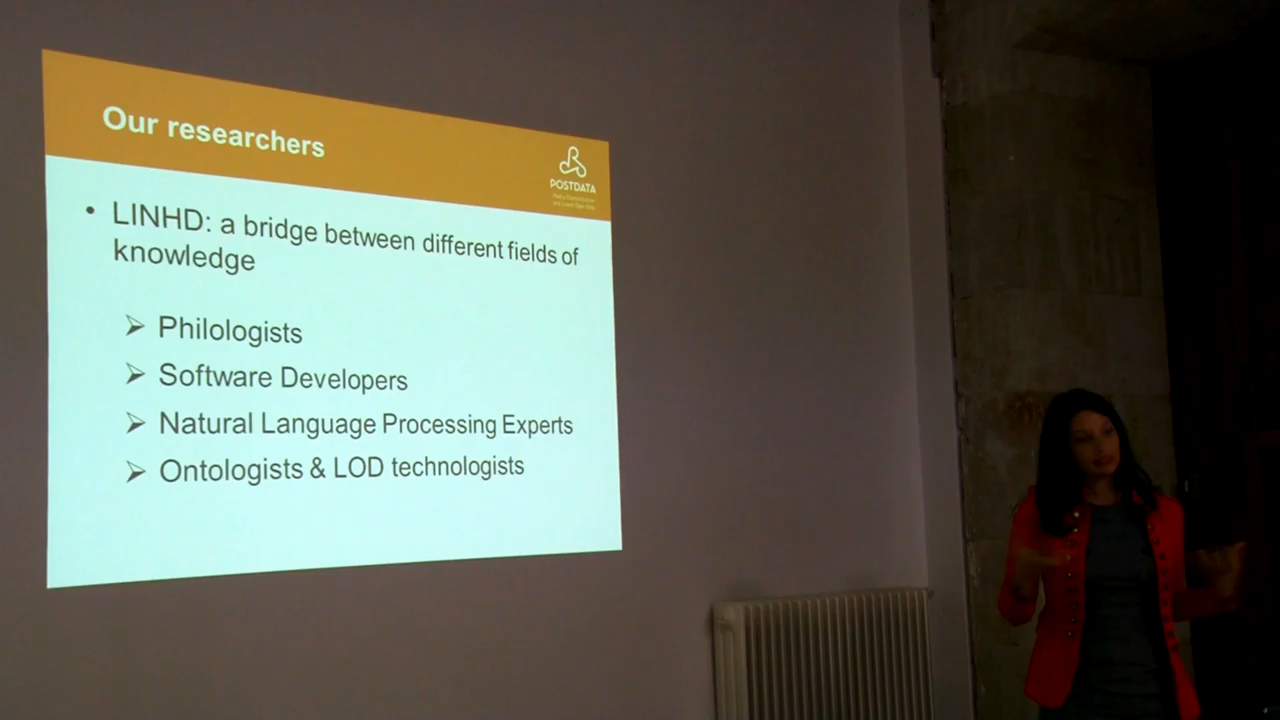 Our researchers
POSTDATA
• LINHD: a bridge between different fields of
knowledge
➢ Philologists
➢ Software Developers
➢ Natural Language Processing Experts
➢ Ontologists & LOD technologists